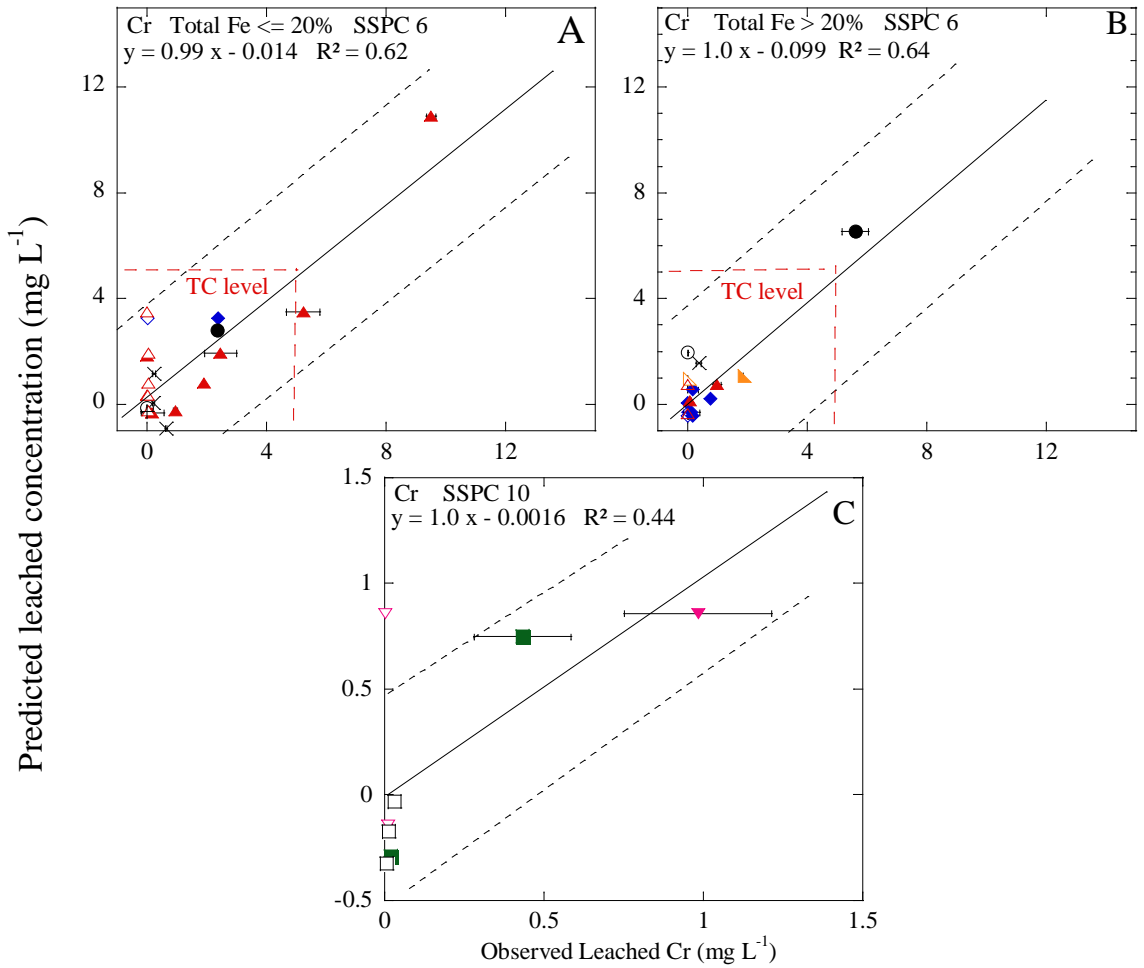 Cr Total Fe <= 20% SSPC 6 A
y = 0.99 x - 0.014 R² = 0.62
12
8
4
0
TC level
0 4 8 12
Cr Total Fe > 20% SSPC 6 B
y = 1.0 x - 0.099 R² = 0.64
12
8
4
0
TC level
0 4 8 12
Predicted leached concentration (mg L⁻¹)
Cr SSPC 10 C
y = 1.0 x - 0.0016 R² = 0.44
1.5
1
0.5
0
-0.5
0 0.5 1 1.5
Observed Leached Cr (mg L⁻¹)